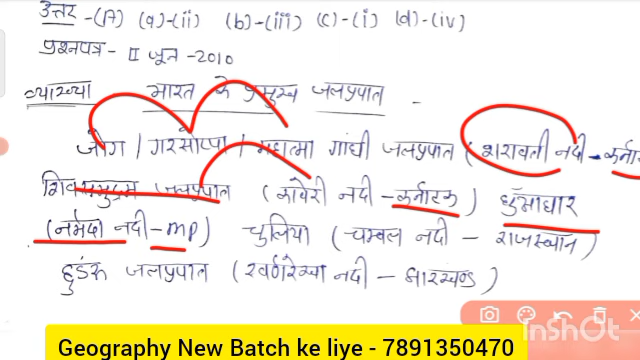 उत्तर - (A) (a)-(ii) (b)-(iii) (c)-(i) (d)-(iv)
प्रश्नपत्र - II जून - 2010
व्याख्या भारत के प्रमुख जलप्रपात -
जोग / गरसोप्पा / महात्मा गांधी जलप्रपात (शरावती नदी - कर्नाट
शिवसमुद्रम जलप्रपात (कावेरी नदी - कर्नाटक) धुँआधार
(नर्मदा नदी - MP) चुलिया (चम्बल नदी - राजस्थान)
हुडरू जलप्रपात (स्वर्णरेखा नदी - झारखण्ड)
InShot
Geography New Batch ke liye - 7891350470